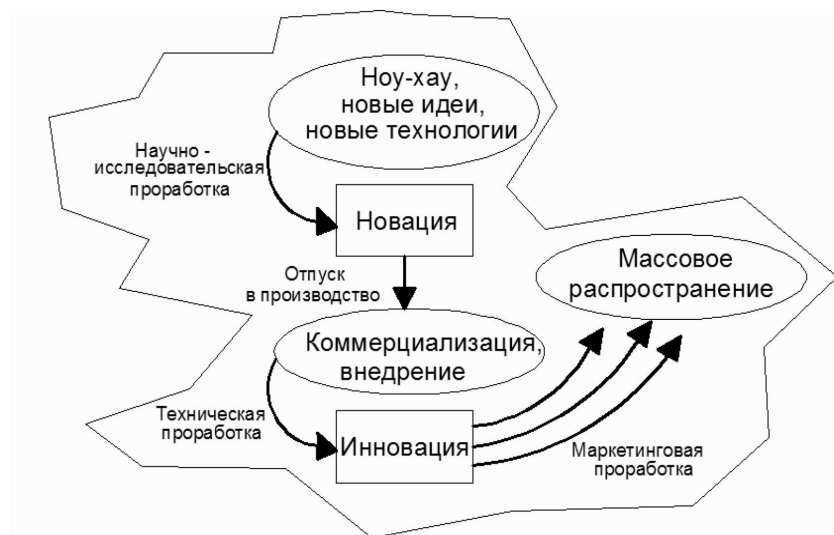 Ноу-хау,
новые идеи,
новые технологии
Научно -
исследовательская
проработка
Новация
Отпуск
в производство
Массовое
распространение
Коммерциализация,
внедрение
Техническая
проработка
Инновация
Маркетинговая
проработка